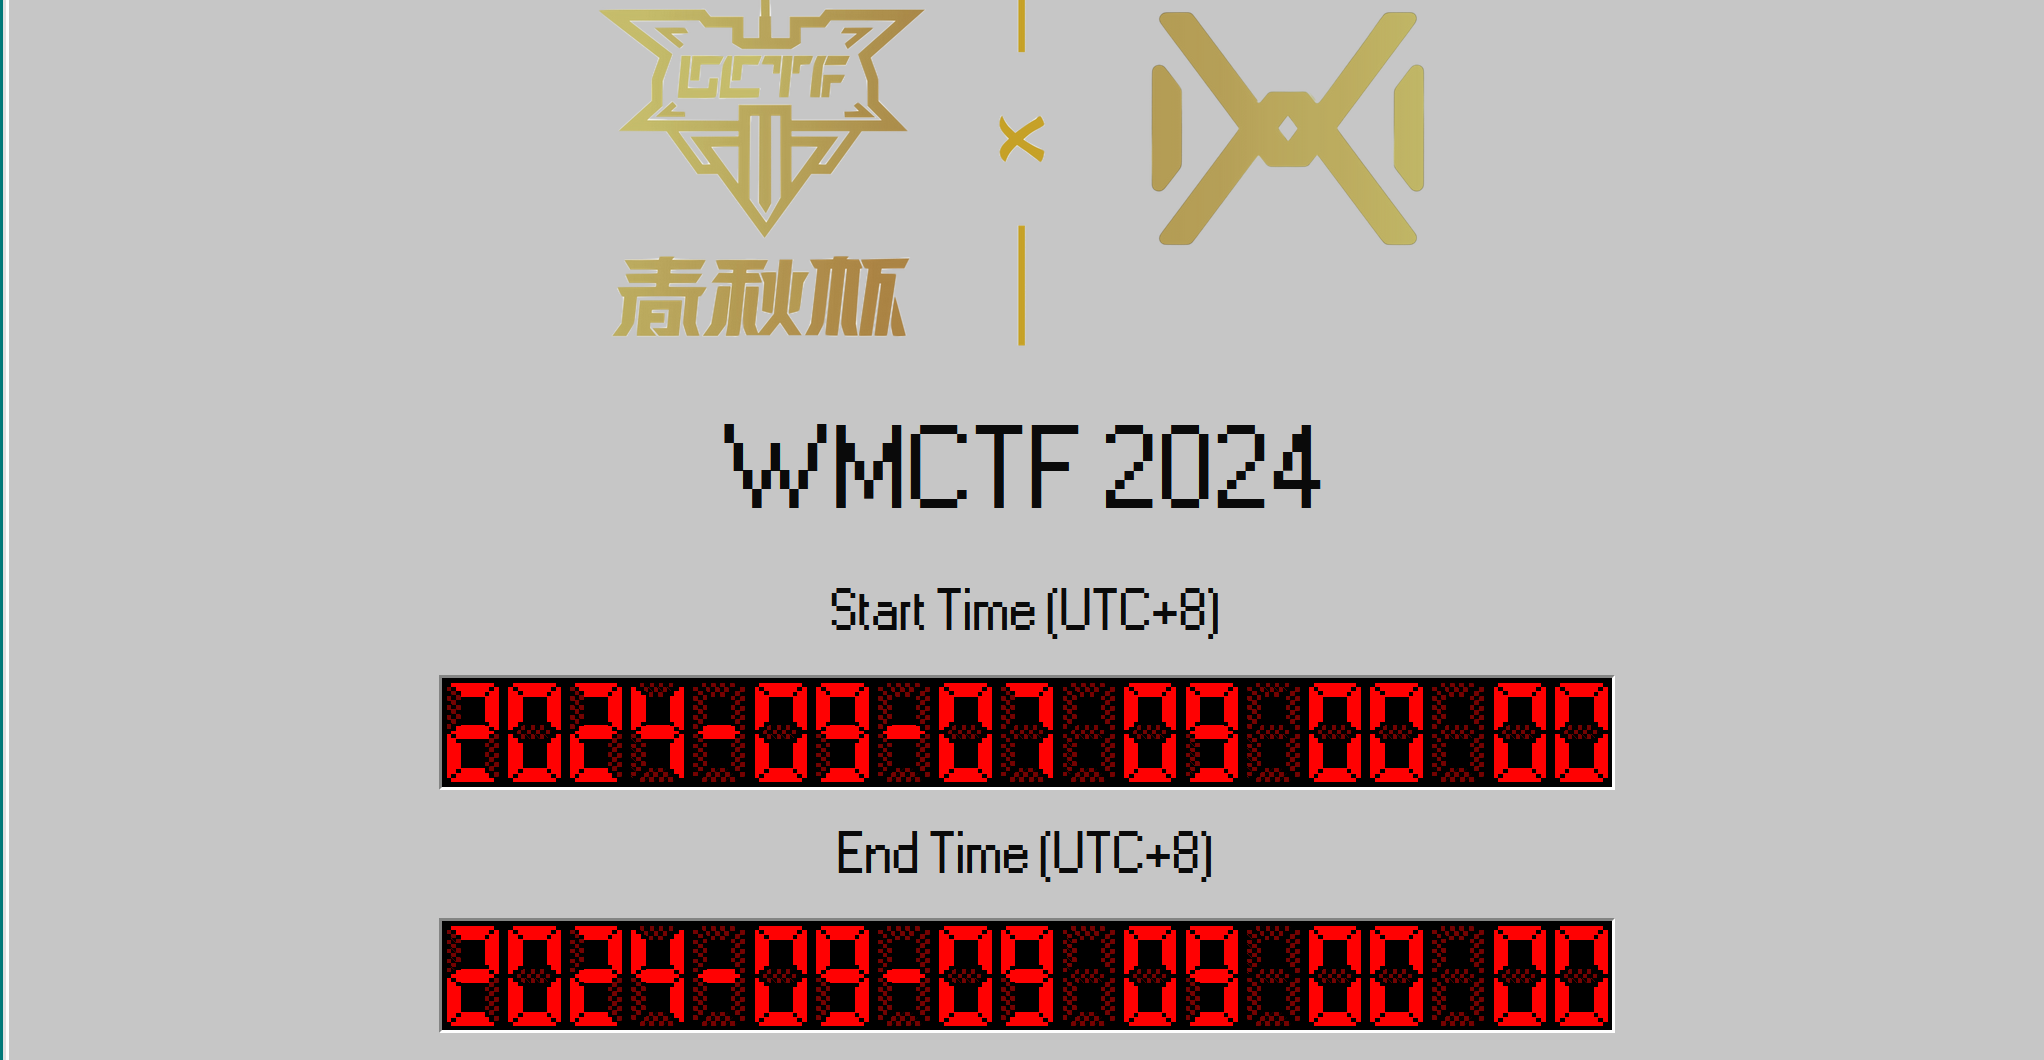 GCTF
x
春秋杯
WMCTF 2024
Start Time (UTC+8)
2024-09-07 09 00 00
End Time (UTC+8)
2024-09-09 09 00 00